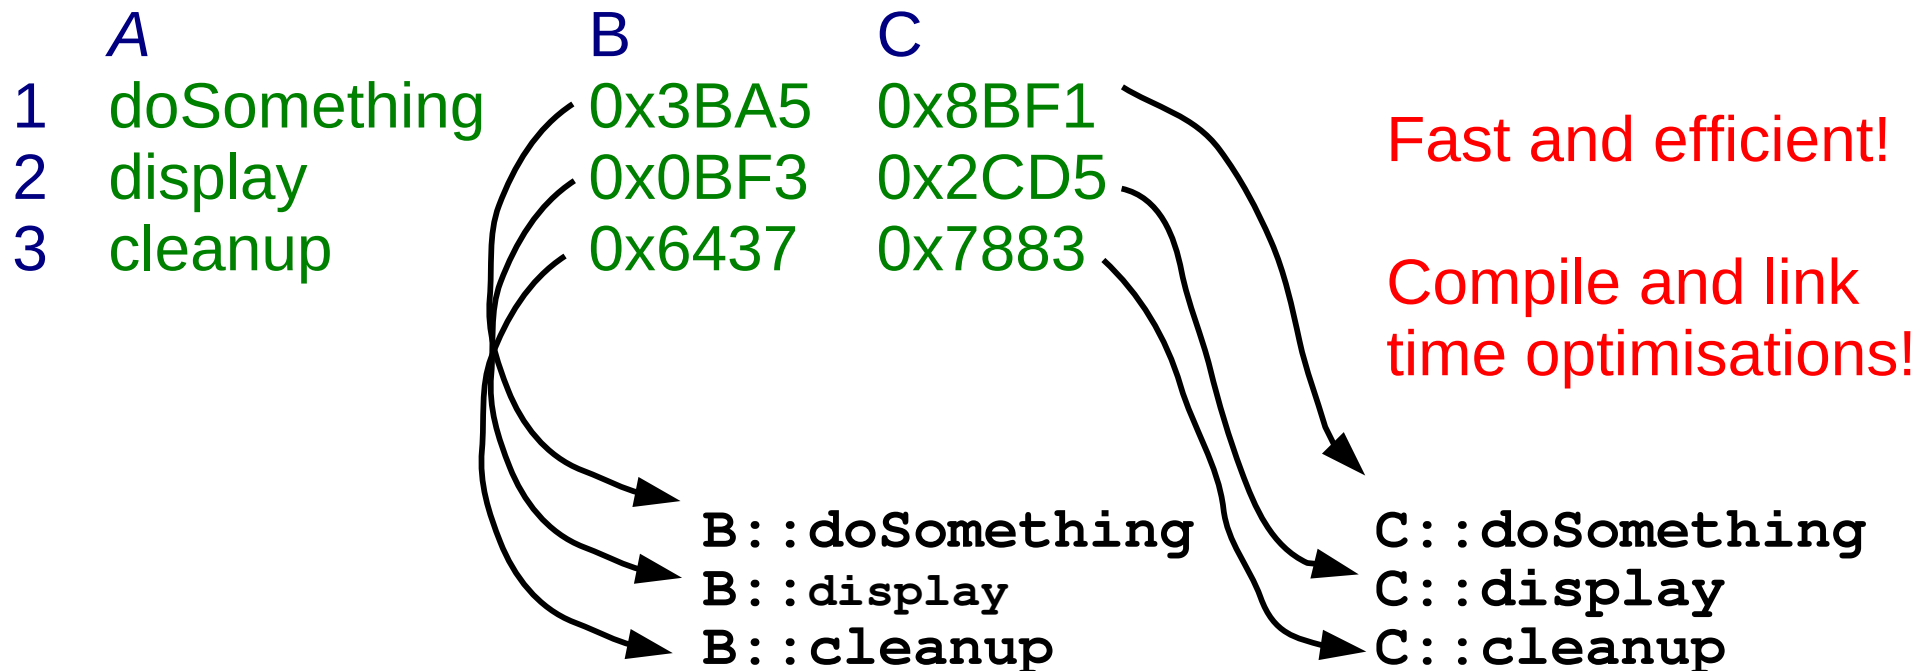 A B C
1 doSomething 0x3BA5 0x8BF1
2 display 0x0BF3 0x2CD5
3 cleanup 0x6437 0x7883
Fast and efficient!
Compile and link
time optimisations!
B::doSomething C::doSomething
B::display C::display
B::cleanup C::cleanup